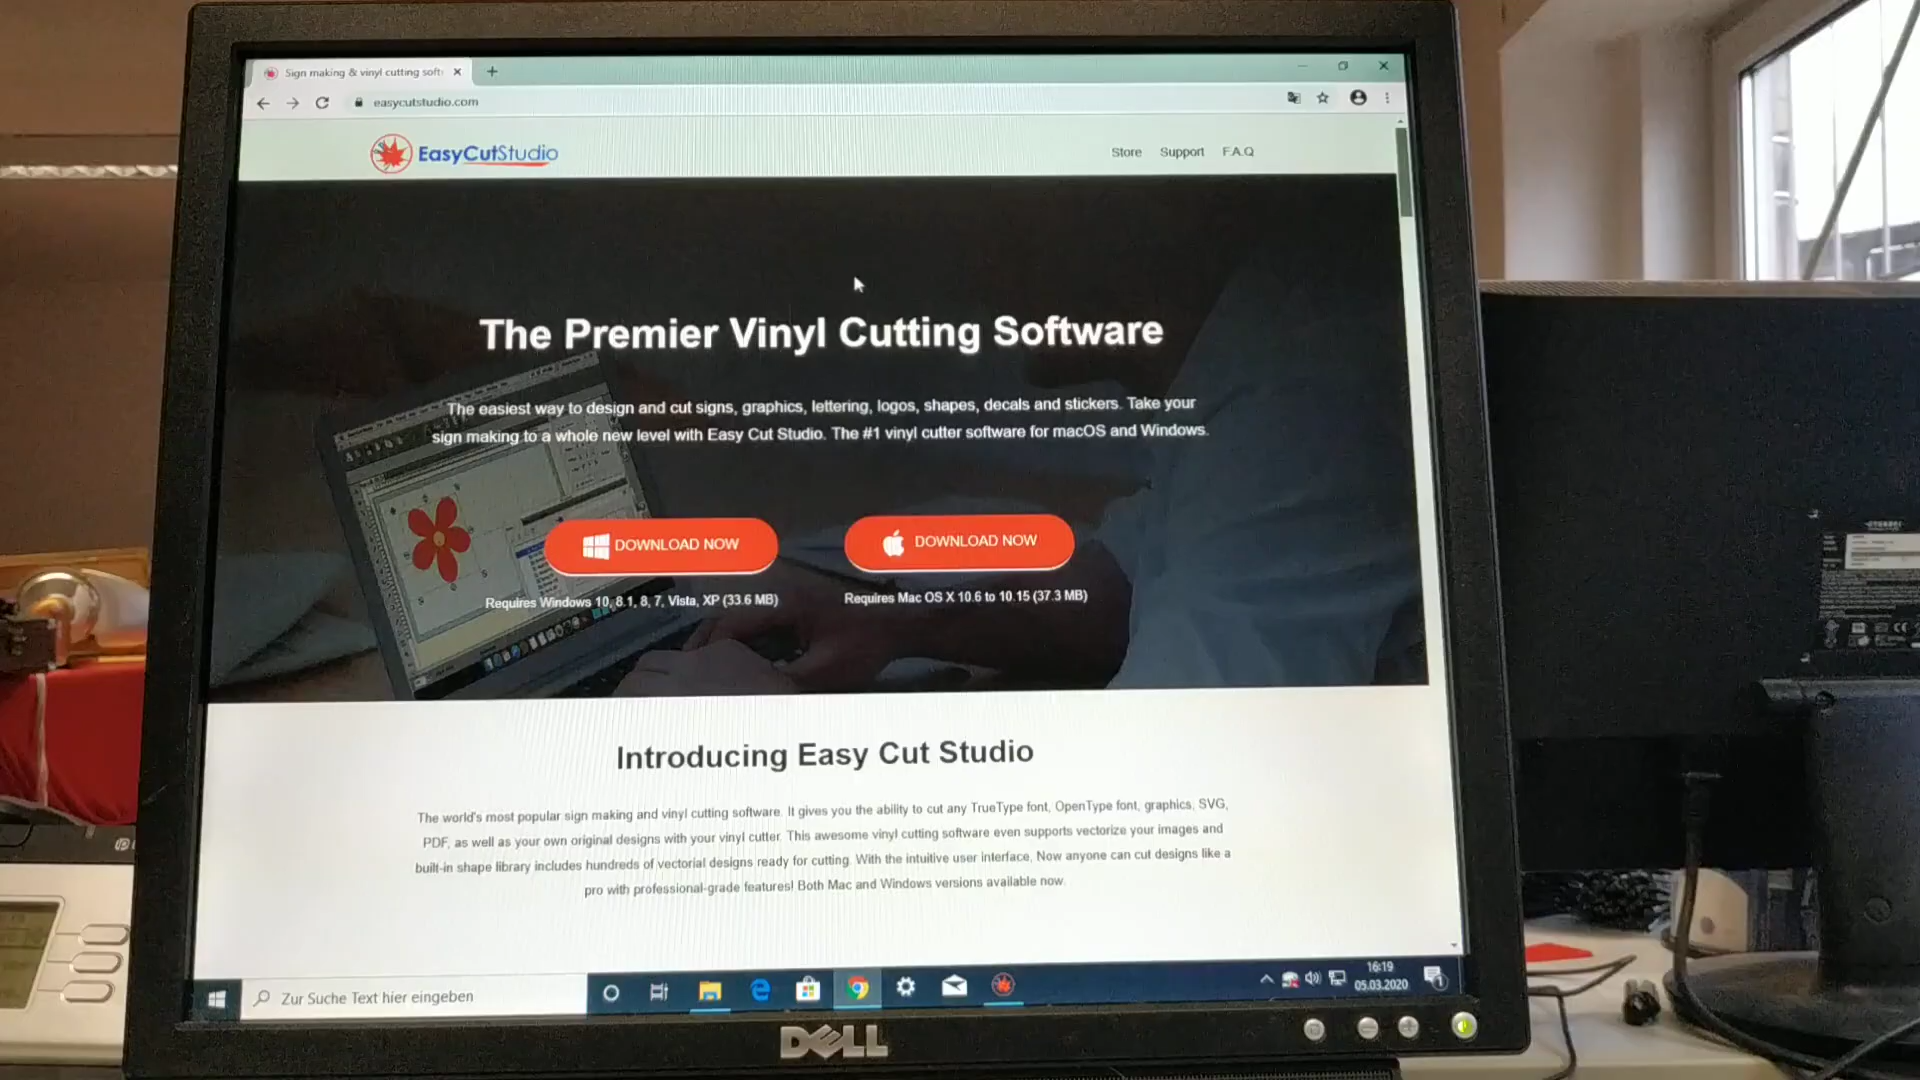 Sign making & vinyl cutting soft
easycutstudio.com
EasyCutStudio
Store Support F.A.Q
The Premier Vinyl Cutting Software
The easiest way to design and cut signs, graphics, lettering, logos, shapes, decals and stickers. Take your
sign making to a whole new level with Easy Cut Studio. The #1 vinyl cutter software for macOS and Windows.
DOWNLOAD NOW
DOWNLOAD NOW
Requires Windows 10, 8.1, 8, 7, Vista, XP (33.6 MB)
Requires Mac OS X 10.6 to 10.15 (37.3 MB)
Introducing Easy Cut Studio
The world's most popular sign making and vinyl cutting software. It gives you the ability to cut any TrueType font, OpenType font, graphics, SVG,
PDF, as well as your own original designs with your vinyl cutter. This awesome vinyl cutting software even supports vectorize your images and
built-in shape library includes hundreds of vectorial designs ready for cutting. With the intuitive user interface, Now anyone can cut designs like a
pro with professional-grade features! Both Mac and Windows versions available now.
Zur Suche Text hier eingeben
16:19
05.03.2020
1
DELL